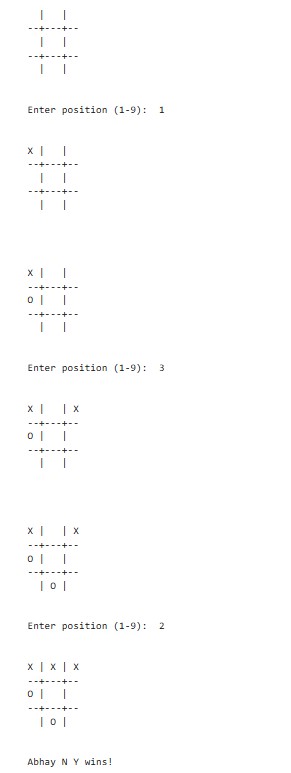 |   |
--+---+--
  |   |
--+---+--
  |   |
Enter position (1-9):  1
X |   |
--+---+--
  |   |
--+---+--
  |   |
X |   |
--+---+--
O |   |
--+---+--
  |   |
Enter position (1-9):  3
X |   | X
--+---+--
O |   |
--+---+--
  |   |
X |   | X
--+---+--
O |   |
--+---+--
  | O |
Enter position (1-9):  2
X | X | X
--+---+--
O |   |
--+---+--
  | O |
Abhay N Y wins!